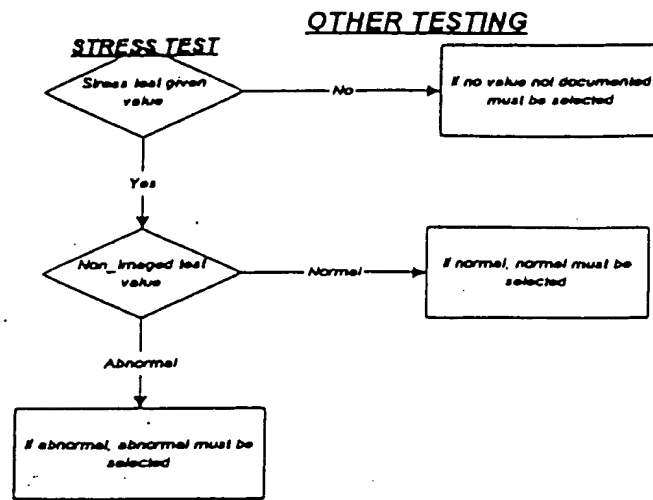 OTHER TESTING
STRESS TEST
Stress test given
value
No
If no value not documented
must be selected
Yes
Non_Imaged test
value
Normal
If normal, normal must be
selected
Abnormal
If abnormal, abnormal must be
selected